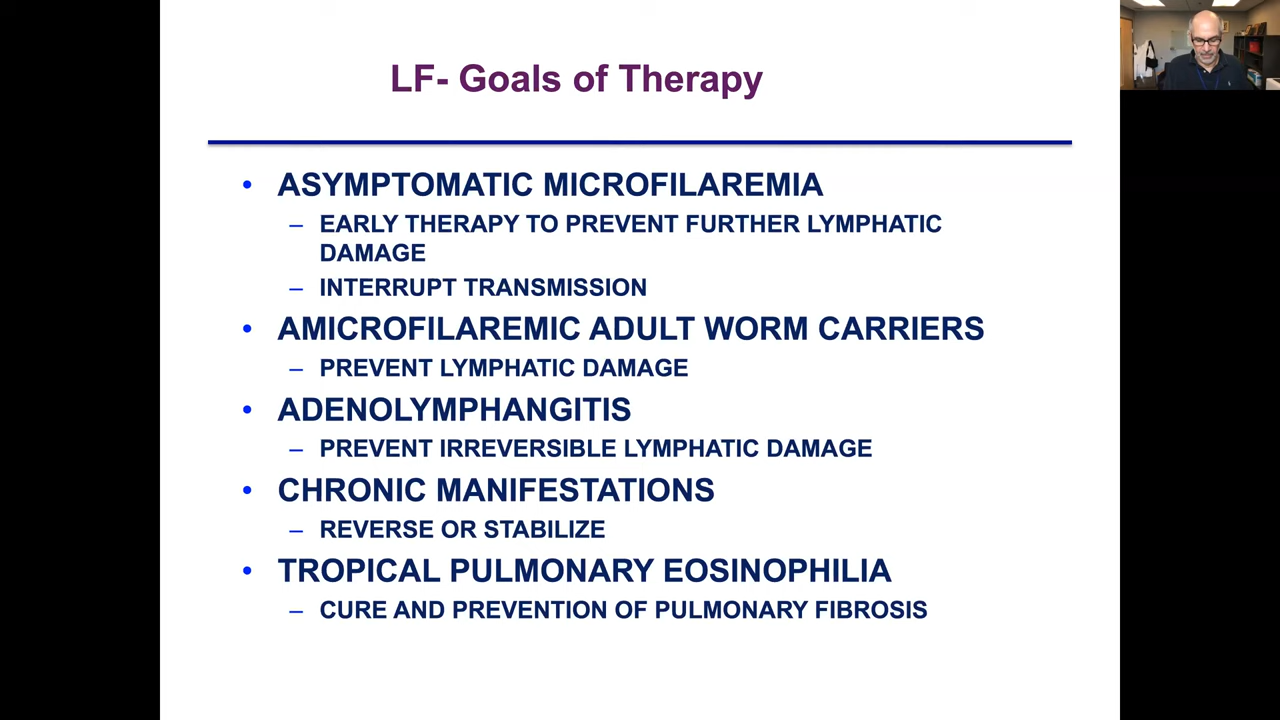 LF- Goals of Therapy
• ASYMPTOMATIC MICROFILAREMIA
– EARLY THERAPY TO PREVENT FURTHER LYMPHATIC
DAMAGE
– INTERRUPT TRANSMISSION
• AMICROFILAREMIC ADULT WORM CARRIERS
– PREVENT LYMPHATIC DAMAGE
• ADENOLYMPHANGITIS
– PREVENT IRREVERSIBLE LYMPHATIC DAMAGE
• CHRONIC MANIFESTATIONS
– REVERSE OR STABILIZE
• TROPICAL PULMONARY EOSINOPHILIA
– CURE AND PREVENTION OF PULMONARY FIBROSIS